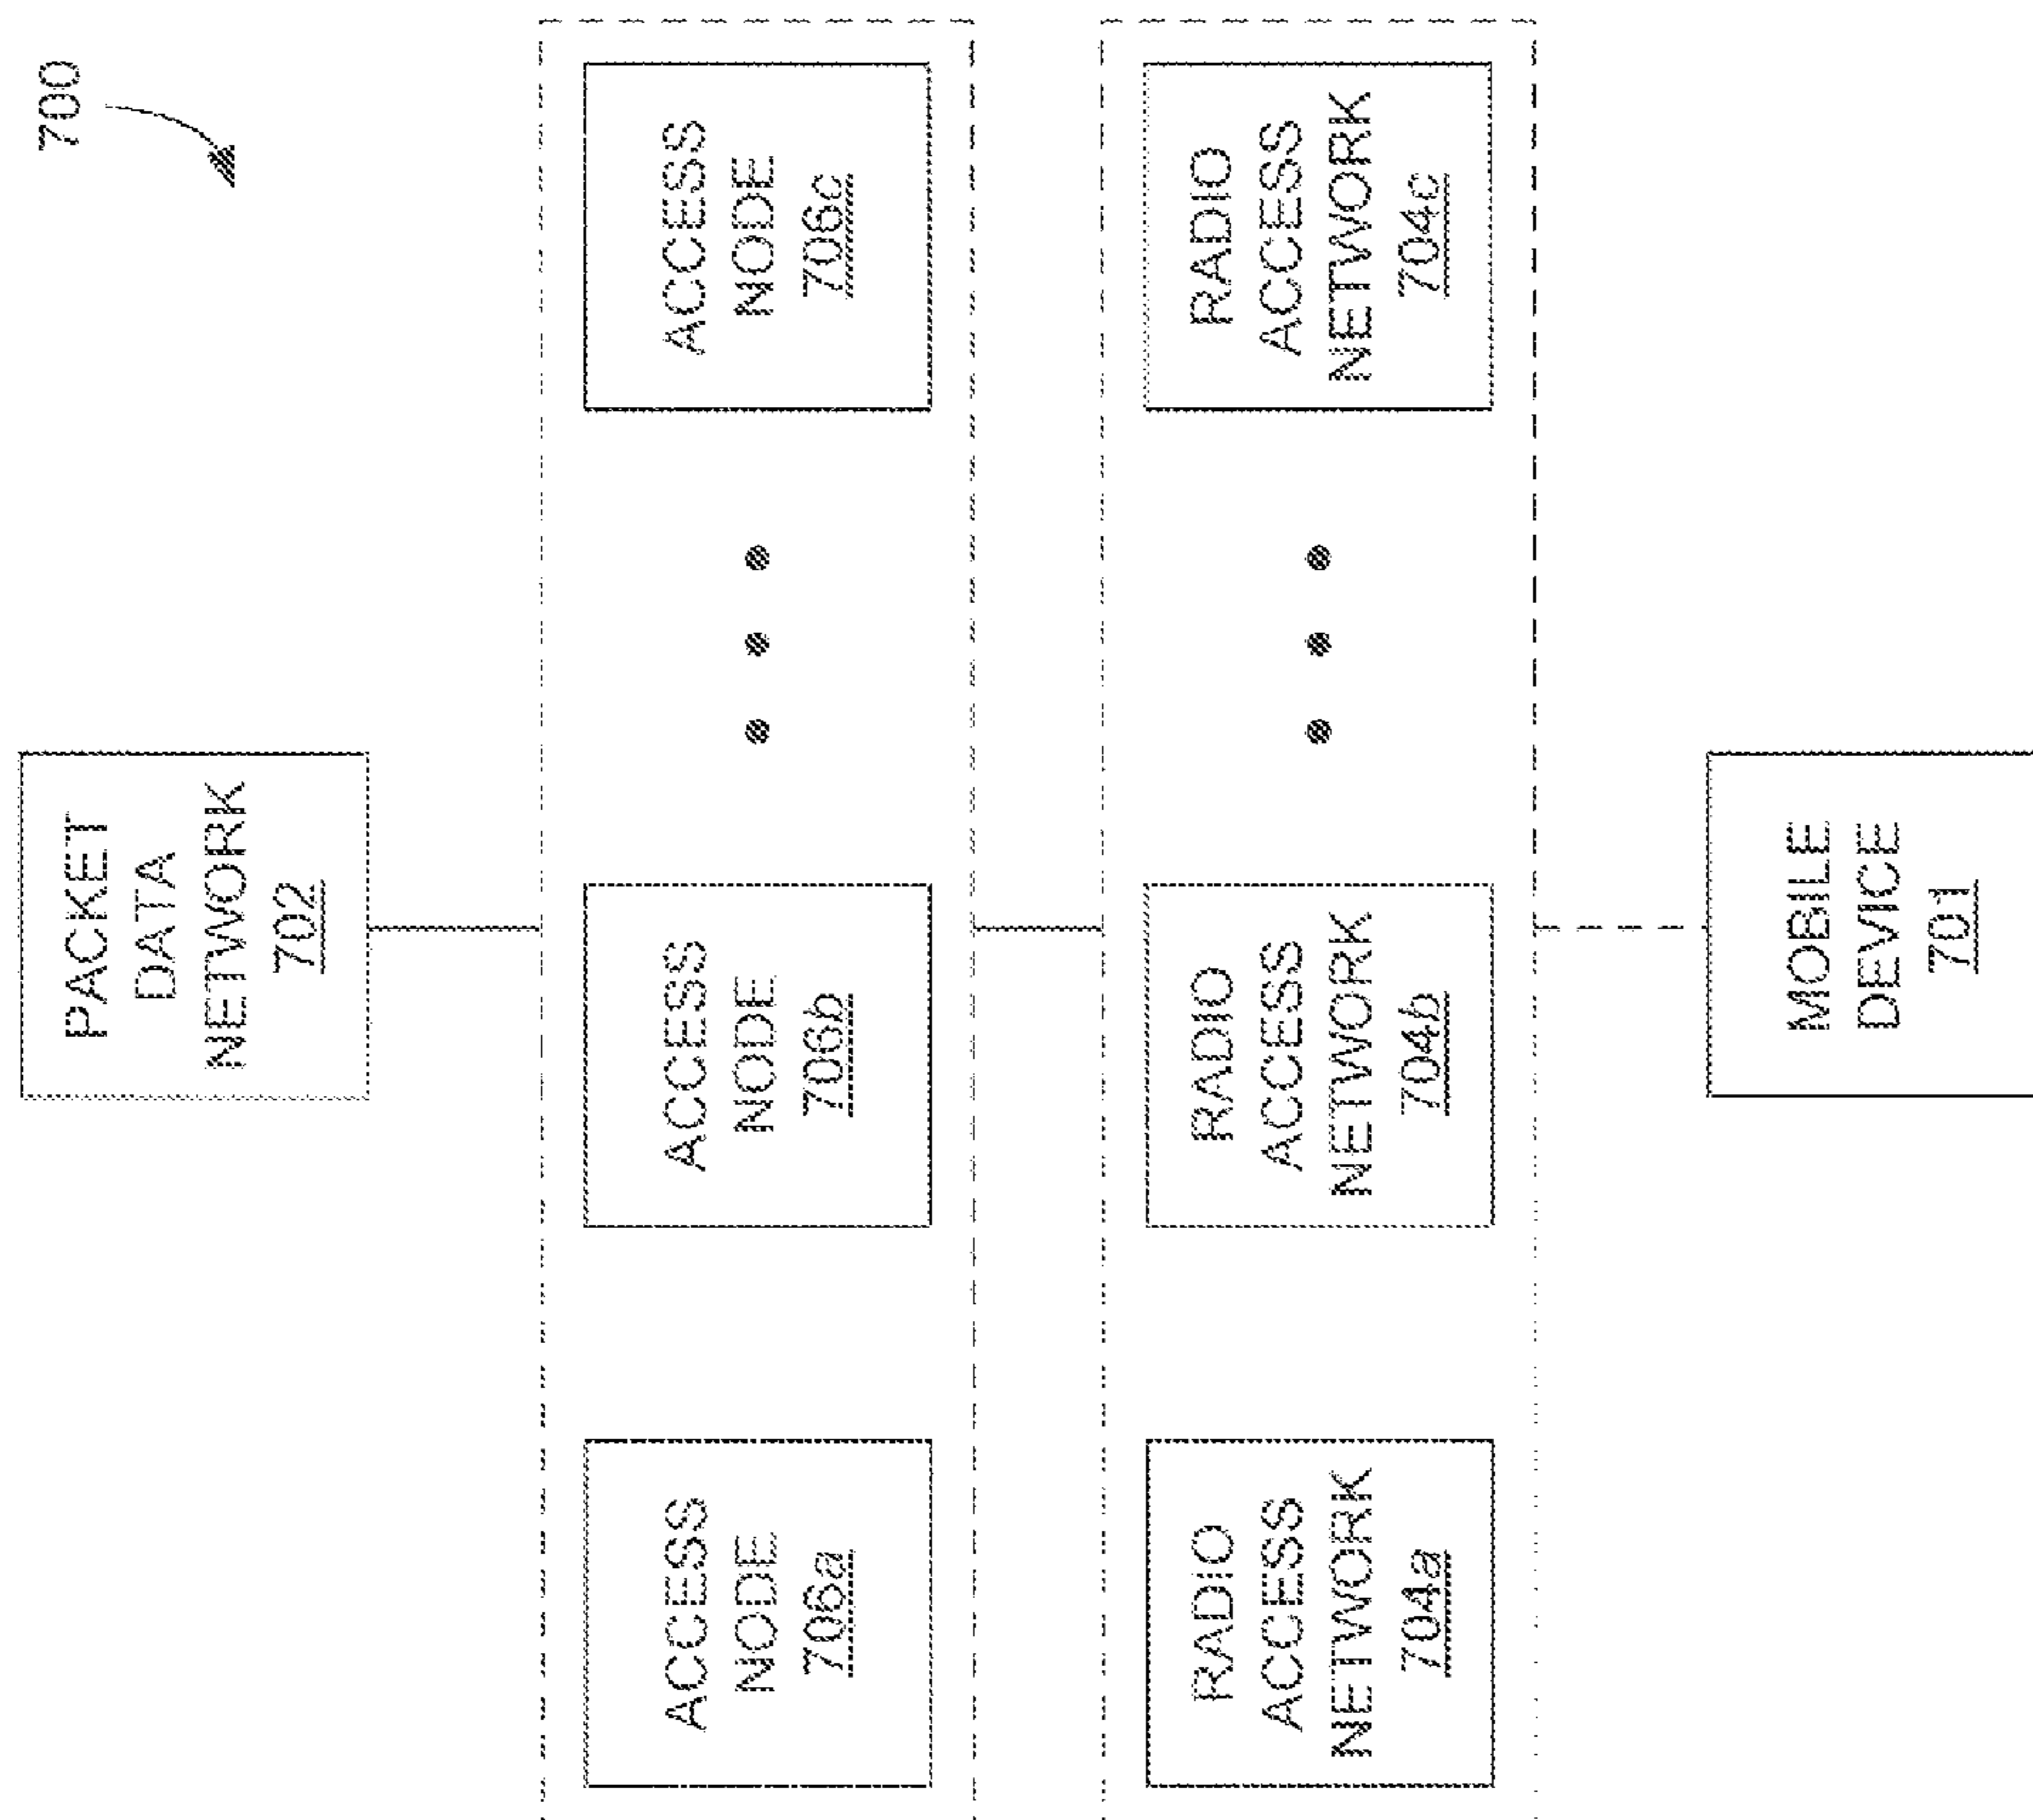 700
PACKET
DATA
NETWORK
702
ACCESS
NODE
706a
ACCESS
NODE
706b
ACCESS
NODE
706c
RADIO
ACCESS
NETWORK
704a
RADIO
ACCESS
NETWORK
704b
RADIO
ACCESS
NETWORK
704c
MOBILE
DEVICE
701